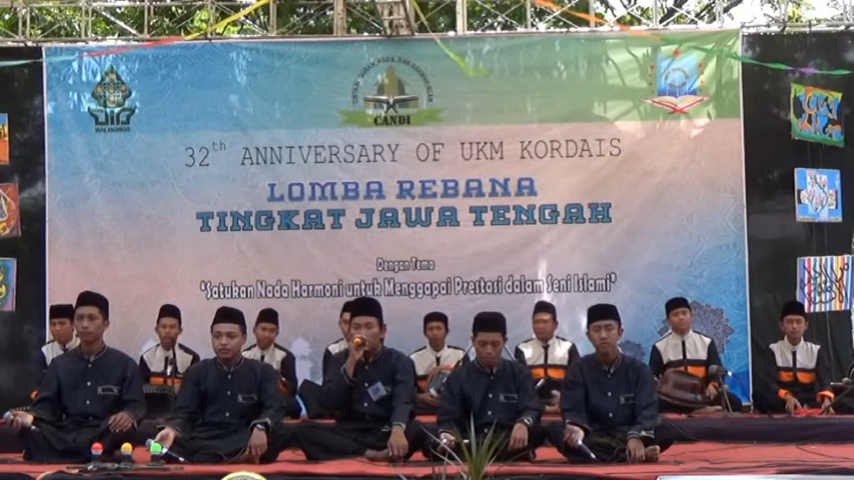 WALISONGO
CANDI
32th ANNIVERSARY OF UKM KORDAIS
LOMBA REBANA
TINGKAT JAWA TENGAH
Dengan Tema
"Satukan Nada Harmoni untuk Menggapai Prestasi dalam Seni Islami"